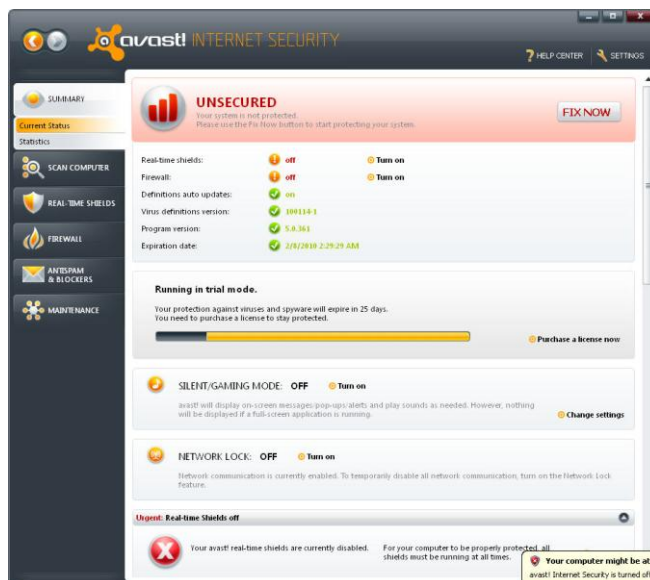 avast! INTERNET SECURITY
HELP CENTER
SETTINGS
SUMMARY
Current Status
Statistics
SCAN COMPUTER
REAL-TIME SHIELDS
FIREWALL
ANTISPAM
& BLOCKERS
MAINTENANCE
UNSECURED
Your system is not protected.
Please use the Fix Now button to start protecting your system.
FIX NOW
Real-time shields: off Turn on
Firewall: off Turn on
Definitions auto updates: on
Virus definitions version: 100114-1
Program version: 5.0.361
Expiration date: 2/8/2010 2:29:29 AM
Running in trial mode.
Your protection against viruses and spyware will expire in 25 days.
You need to purchase a license to stay protected.
Purchase a license now
SILENT/GAMING MODE: OFF Turn on
avast! will display on-screen messages/pop-ups/alerts and play sounds as needed. However, nothing
will be displayed if a full-screen application is running.
Change settings
NETWORK LOCK: OFF Turn on
Network communication is currently enabled. To temporarily disable all network communication, turn on the Network Lock
feature.
Urgent: Real-time Shields off
Your avast! real-time shields are currently disabled.
For your computer to be properly protected, all
shields must be running at all times.
Your computer might be at
avast! Internet Security is turned off